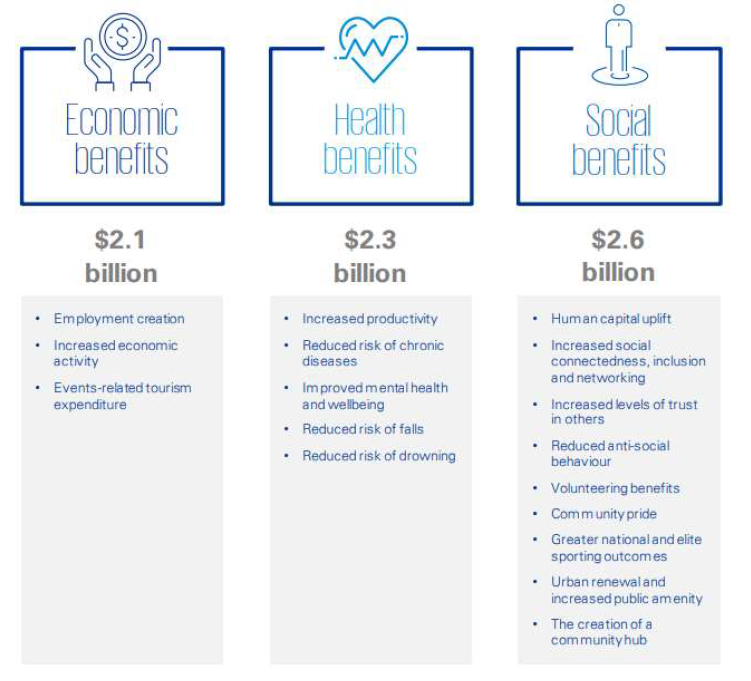 $
Economic
benefits
$2.1
billion
• Employment creation
• Increased economic
activity
• Events-related tourism
expenditure
Health
benefits
$2.3
billion
• Increased productivity
• Reduced risk of chronic
diseases
• Improved mental health
and wellbeing
• Reduced risk of falls
• Reduced risk of drowning
Social
benefits
$2.6
billion
• Human capital uplift
• Increased social
connectedness, inclusion
and networking
• Increased levels of trust
in others
• Reduced anti-social
behaviour
• Volunteering benefits
• Community pride
• Greater national and elite
sporting outcomes
• Urban renewal and
increased public amenity
• The creation of a
community hub